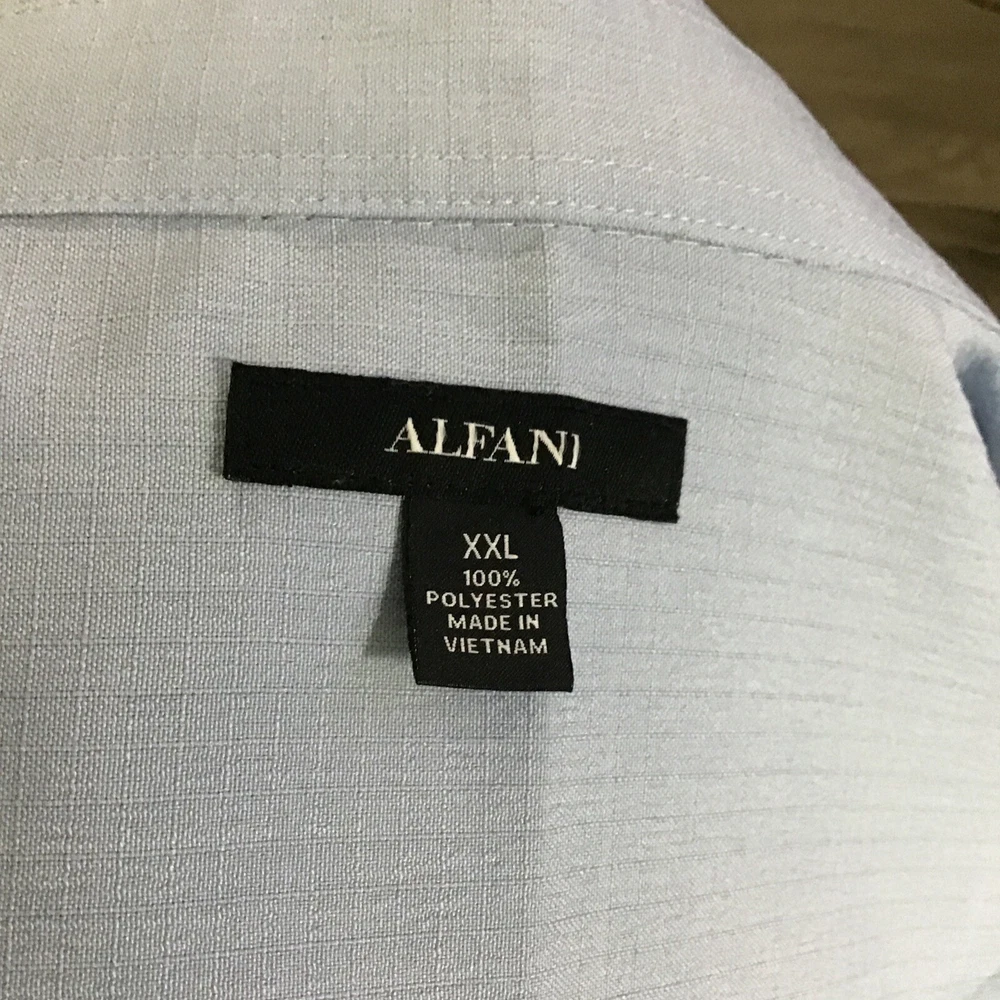 ALFANI
XXL
100%
POLYESTER
MADE IN
VIETNAM